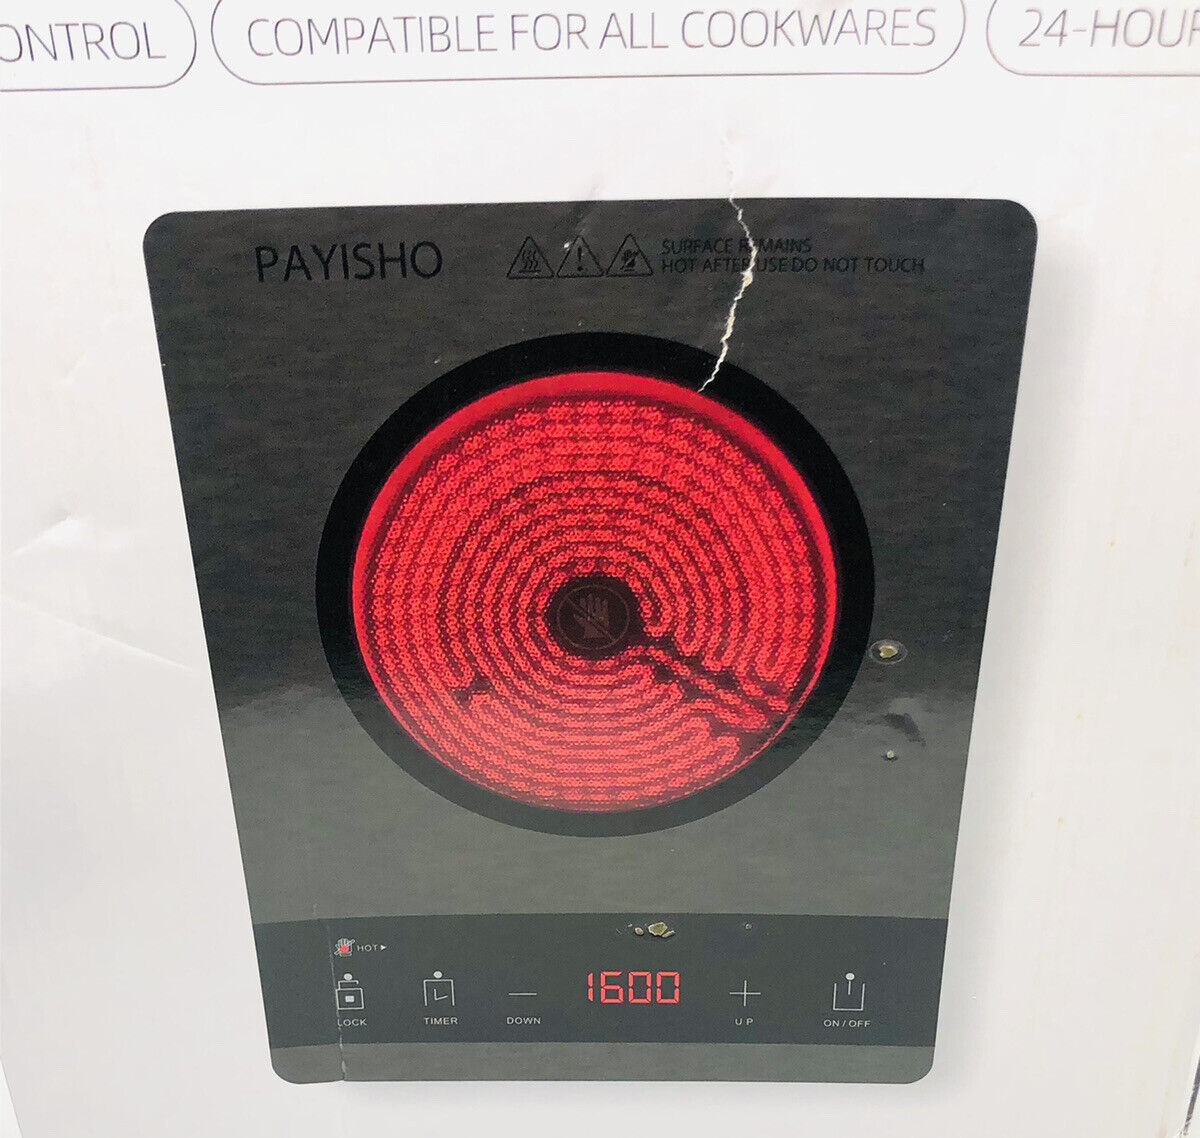 ONTROL
COMPATIBLE FOR ALL COOKWARES
24-HOUR
PAYISHO
SURFACE REMAINS
HOT AFTER USE DO NOT TOUCH
HOT
1600
LOCK
TIMER
DOWN
UP
ON/OFF